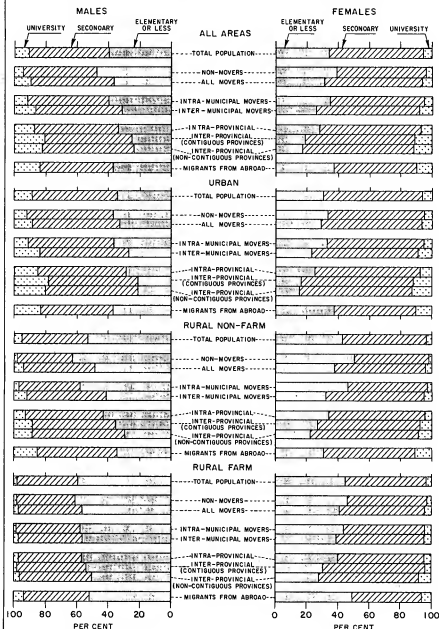 MALES FEMALES
UNIVERSITY SECONDARY ELEMENTARY OR LESS ALL AREAS ELEMENTARY OR LESS SECONDARY UNIVERSITY
TOTAL POPULATION
NON-MOVERS
ALL MOVERS
INTRA-MUNICIPAL MOVERS
INTER-MUNICIPAL MOVERS
INTRA-PROVINCIAL
INTER-PROVINCIAL
(CONTIGUOUS PROVINCES)
INTER-PROVINCIAL
(NON-CONTIGUOUS PROVINCES)
MIGRANTS FROM ABROAD
URBAN
TOTAL POPULATION
NON-MOVERS
ALL MOVERS
INTRA-MUNICIPAL MOVERS
INTER-MUNICIPAL MOVERS
INTRA-PROVINCIAL
INTER-PROVINCIAL
(CONTIGUOUS PROVINCES)
INTER-PROVINCIAL
(NON-CONTIGUOUS PROVINCES)
MIGRANTS FROM ABROAD
RURAL NON-FARM
TOTAL POPULATION
NON-MOVERS
ALL MOVERS
INTRA-MUNICIPAL MOVERS
INTER-MUNICIPAL MOVERS
INTRA-PROVINCIAL
INTER-PROVINCIAL
(CONTIGUOUS PROVINCES)
INTER-PROVINCIAL
(NON-CONTIGUOUS PROVINCES)
MIGRANTS FROM ABROAD
RURAL FARM
TOTAL POPULATION
NON-MOVERS
ALL MOVERS
INTRA-MUNICIPAL MOVERS
INTER-MUNICIPAL MOVERS
INTRA-PROVINCIAL
INTER-PROVINCIAL
(CONTIGUOUS PROVINCES)
INTER-PROVINCIAL
(NON-CONTIGUOUS PROVINCES)
MIGRANTS FROM ABROAD
100 80 60 40 20 0 0 20 40 60 80 100
PER CENT PER CENT